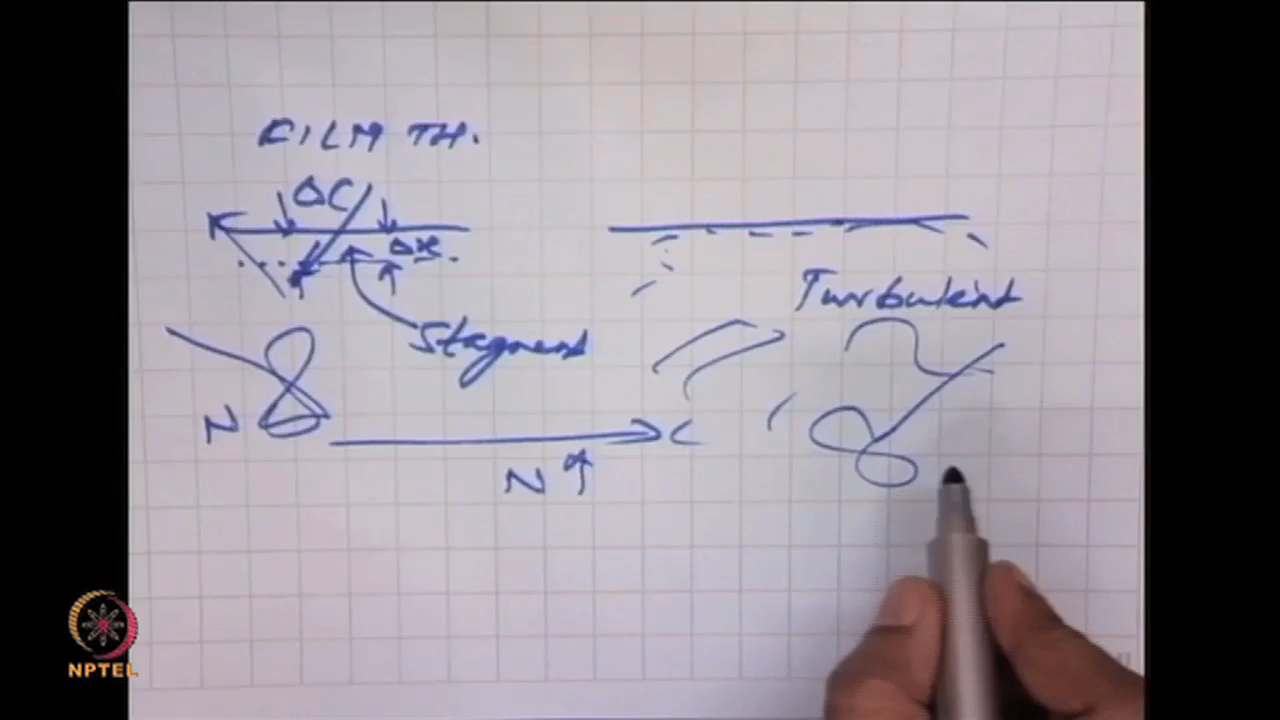 FILM TH.
ΔC
Δx.
Turbulent
Stagnant
N
N↑
NPTEL